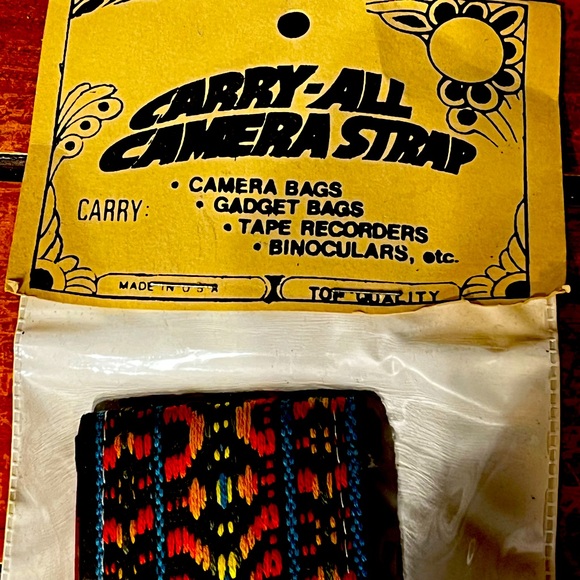 CARRY-ALL
CAMERA STRAP
CARRY:
• CAMERA BAGS
• GADGET BAGS
• TAPE RECORDERS
• BINOCULARS, etc.
MADE IN U S A
TOP QUALITY